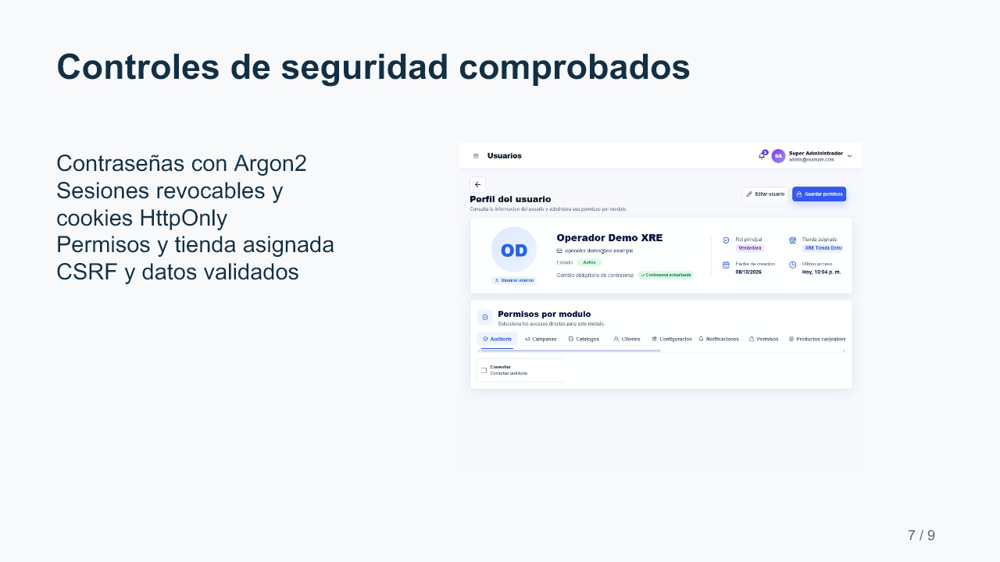 Controles de seguridad comprobados
Contraseñas con Argon2
Sesiones revocables y
cookies HttpOnly
Permisos y tienda asignada
CSRF y datos validados
Usuarios
SA
Super Administrador
admin@example.com
Perfil del usuario
Consulta la informacion del usuario y administra sus permisos por modulo.
Editar usuario
Guardar permisos
OD
Usuario interno
Operador Demo XRE
operador.demo@xre.example
Estado Activo
Cambio obligatorio de contrasena Contrasena actualizada
Rol principal
Vendedora
Tienda asignada
XRE Tienda Demo
Fecha de creacion
08/10/2026
Ultimo acceso
Hoy, 10:04 p. m.
Permisos por modulo
Selecciona los accesos directos para este modulo.
Auditoria Campanas Catalogos Clientes Configuracion Notificaciones Permisos Productos canjeables
Consultar
Consultar auditoria
7 / 9